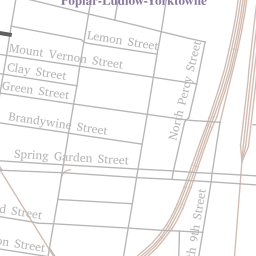 Poplar-Ludlow-Yorktowne
Lemon Street
Mount Vernon Street
Clay Street
Green Street
North Percy Street
Brandywine Street
Spring Garden Street
d Street
h 9th Street
on Street